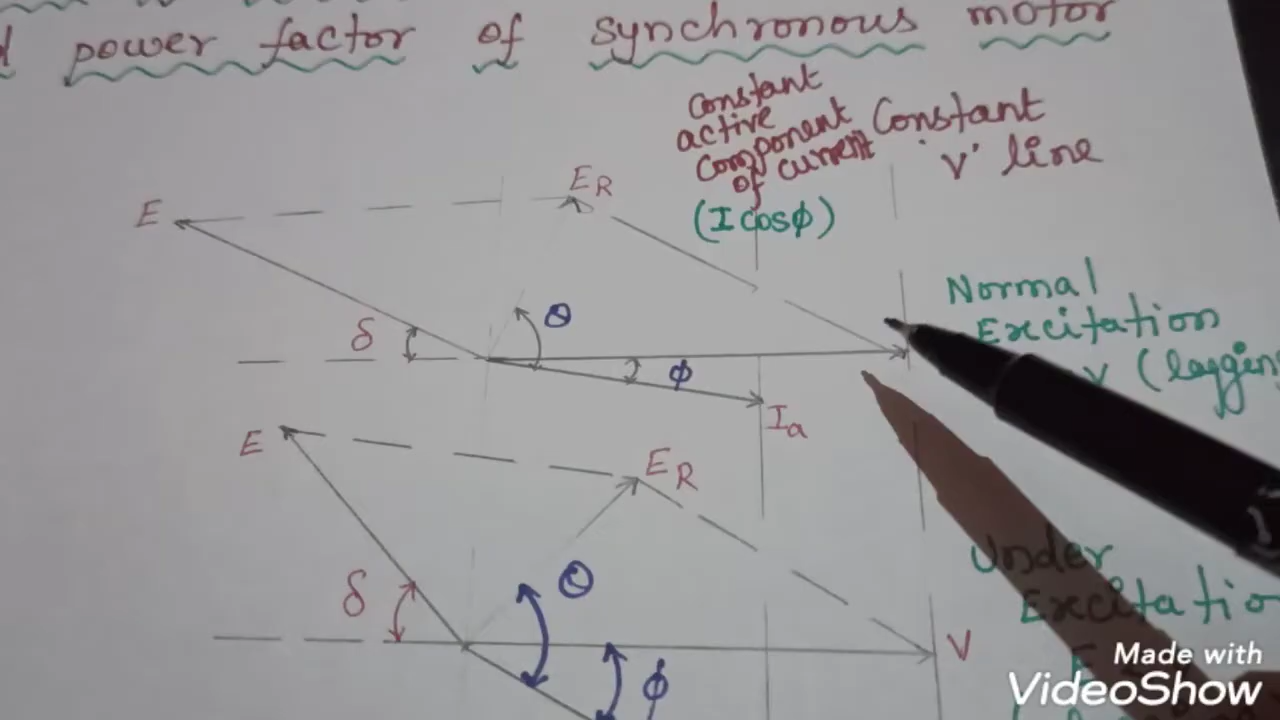 power factor of synchronous motor
constant
active
component
of current
(I cosϕ)
Constant
'V' line
E
E_R
δ
θ
ϕ
I_a
Normal
Excitation
V (lagging
E
E_R
δ
θ
ϕ
V
Under
Excitatio
E
Made with
VideoShow